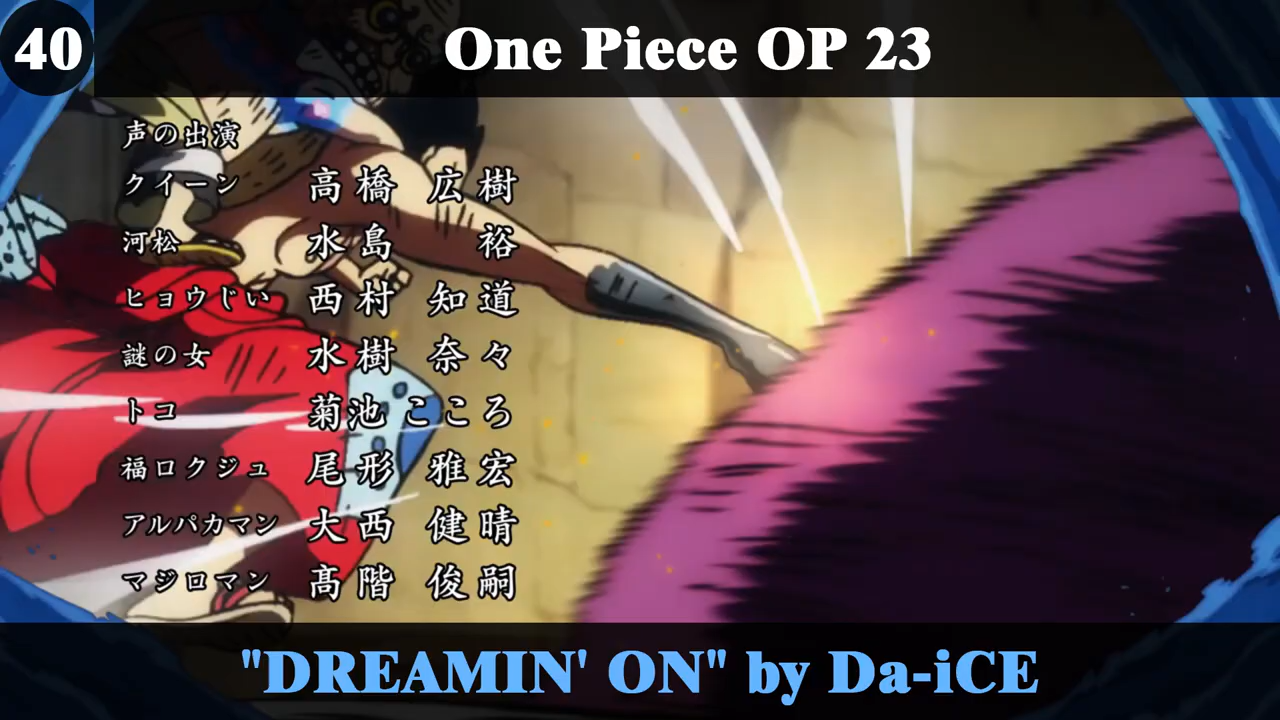 40
One Piece OP 23
声の出演
クイーン 高橋 広樹
河松 水島 裕
ヒョウじい 西村 知道
謎の女 水樹 奈々
トコ 菊池 こころ
福ロクジュ 尾形 雅宏
アルパカマン 大西 健晴
マジロマン 髙階 俊嗣
"DREAMIN' ON" by Da-iCE